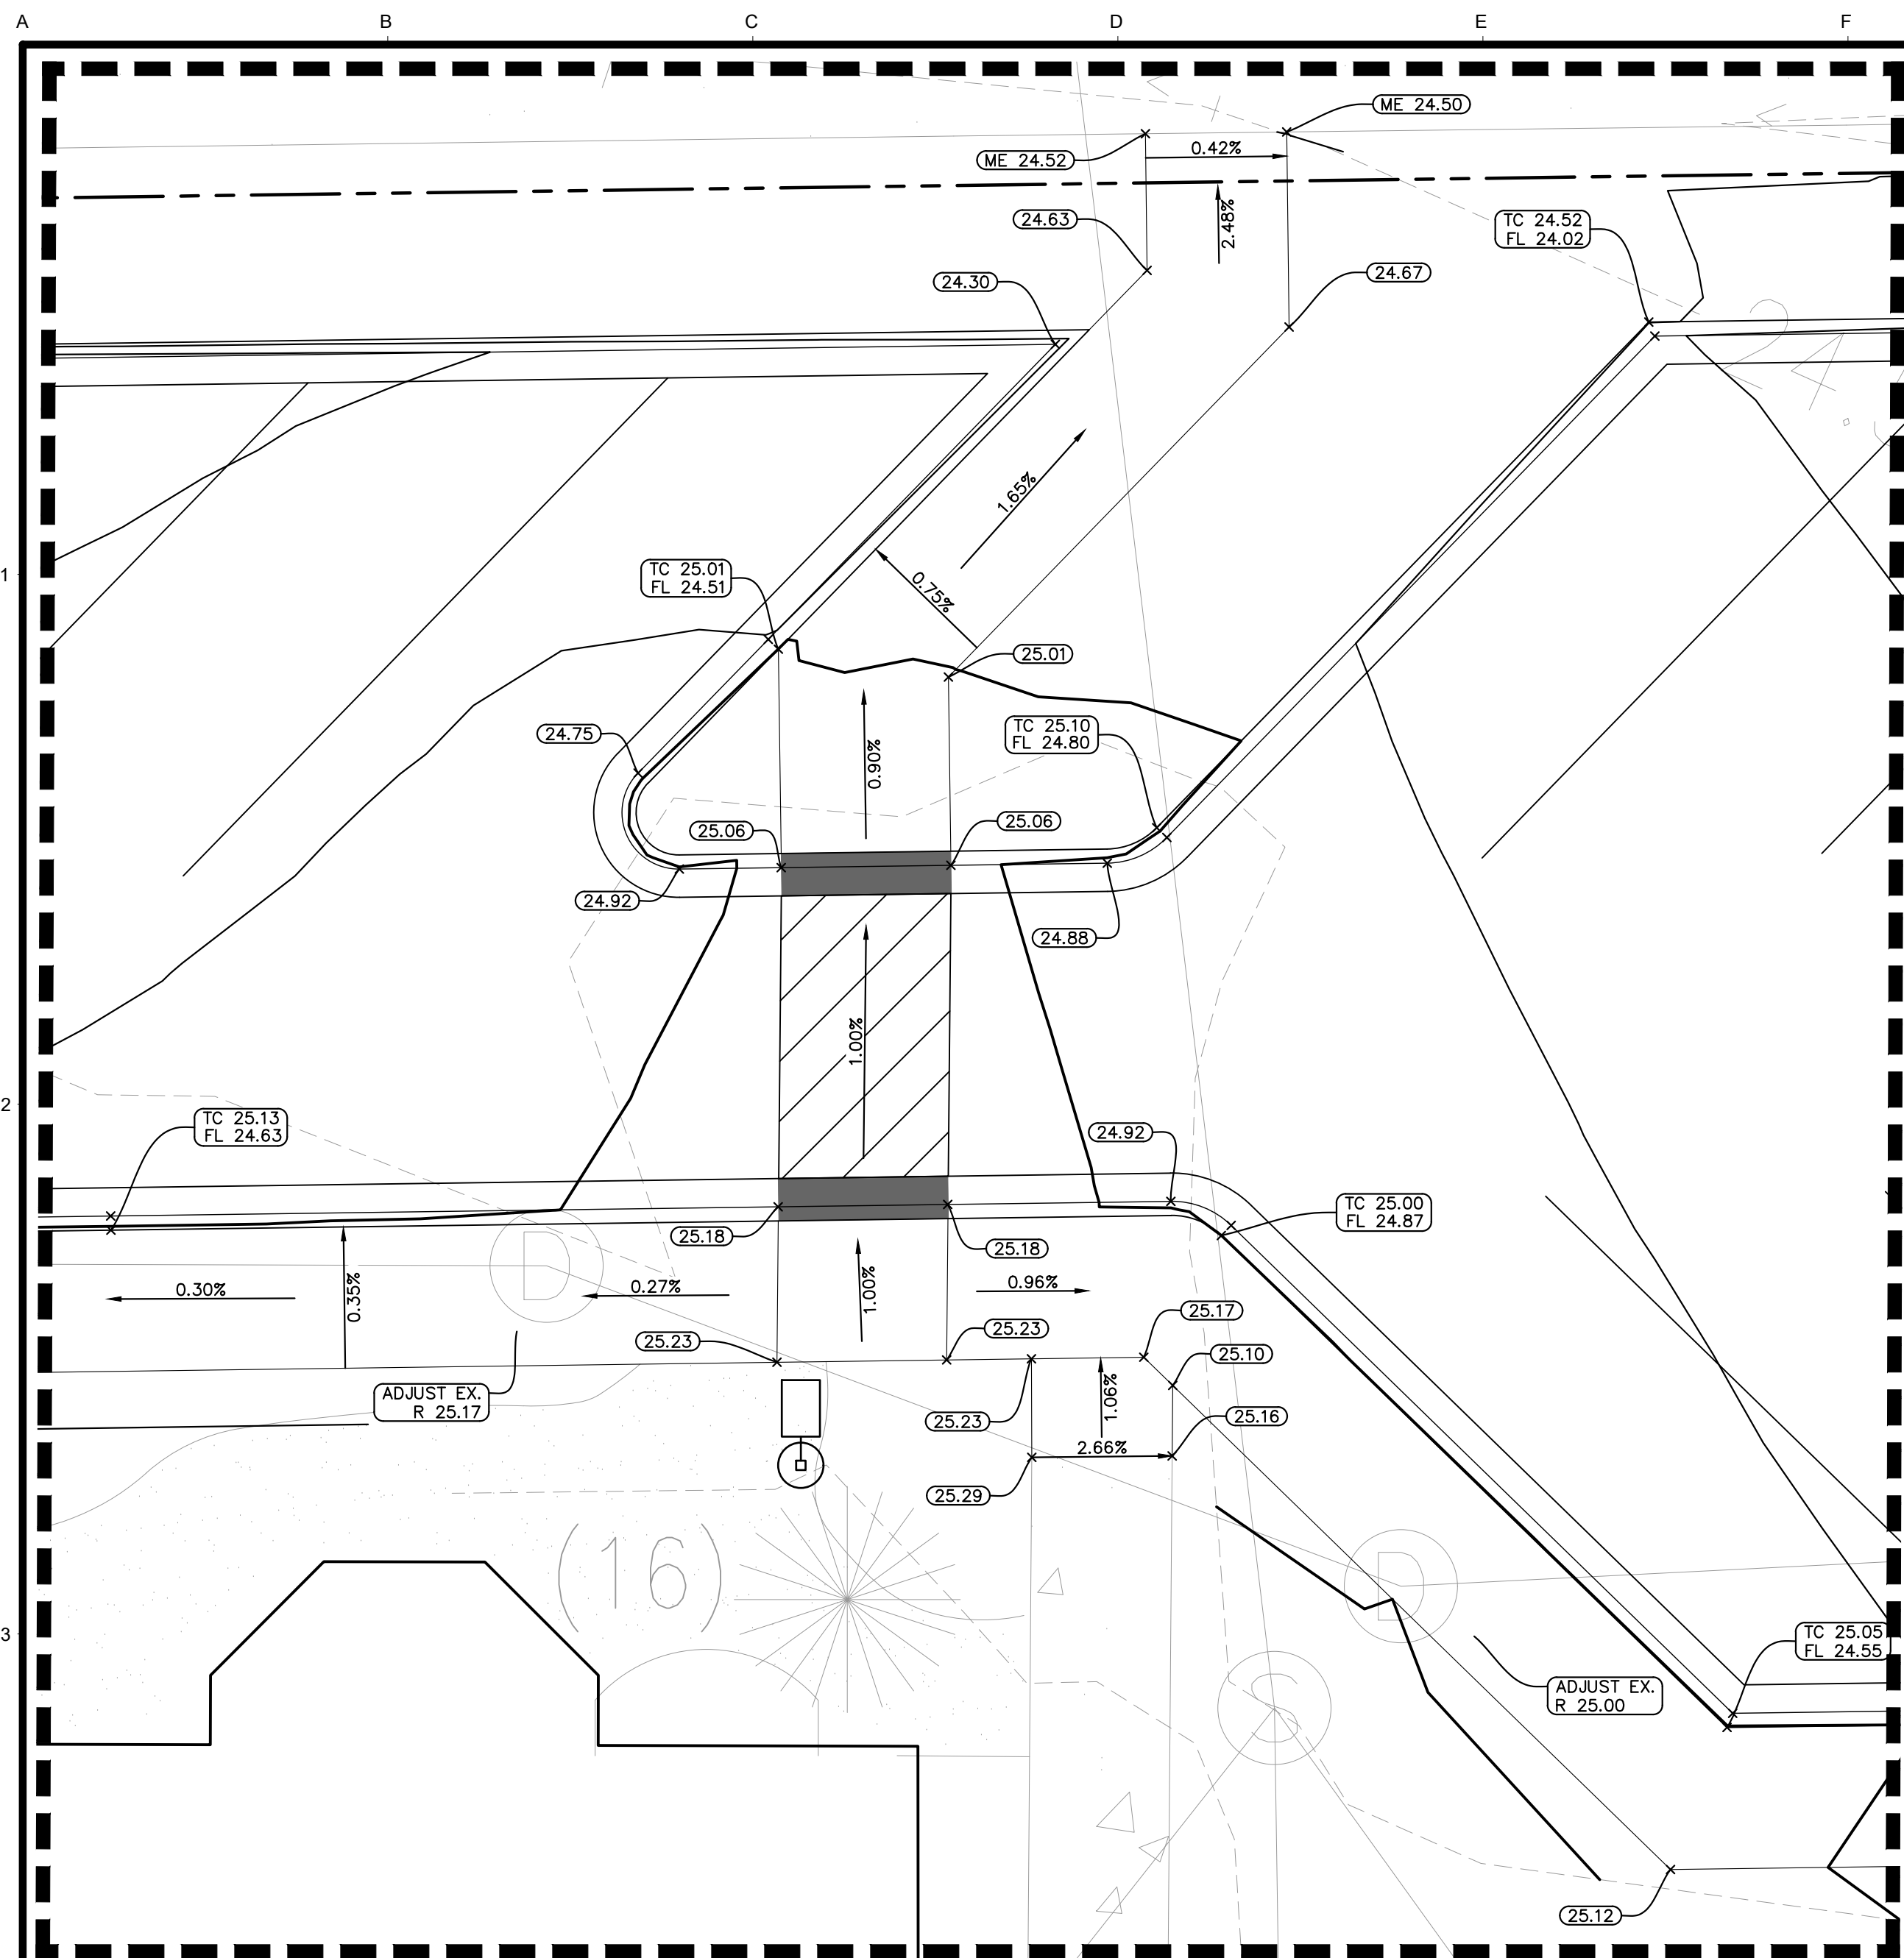 A B C D E F
ME 24.50
ME 24.52
0.42%
2.48%
24.63
TC 24.52
FL 24.02
24.67
24.30
1.65%
1
TC 25.01
FL 24.51
0.75%
25.01
24.75
TC 25.10
FL 24.80
0.90%
25.06
25.06
24.92
24.88
1.00%
2
TC 25.13
FL 24.63
24.92
TC 25.00
FL 24.87
25.18
25.18
0.30%
0.35%
0.27%
1.00%
0.96%
D
25.17
25.23
25.23
25.10
ADJUST EX.
R 25.17
25.23
1.06%
25.16
2.66%
25.29
(16)
D
3
TC 25.05
FL 24.55
S
ADJUST EX.
R 25.00
25.12